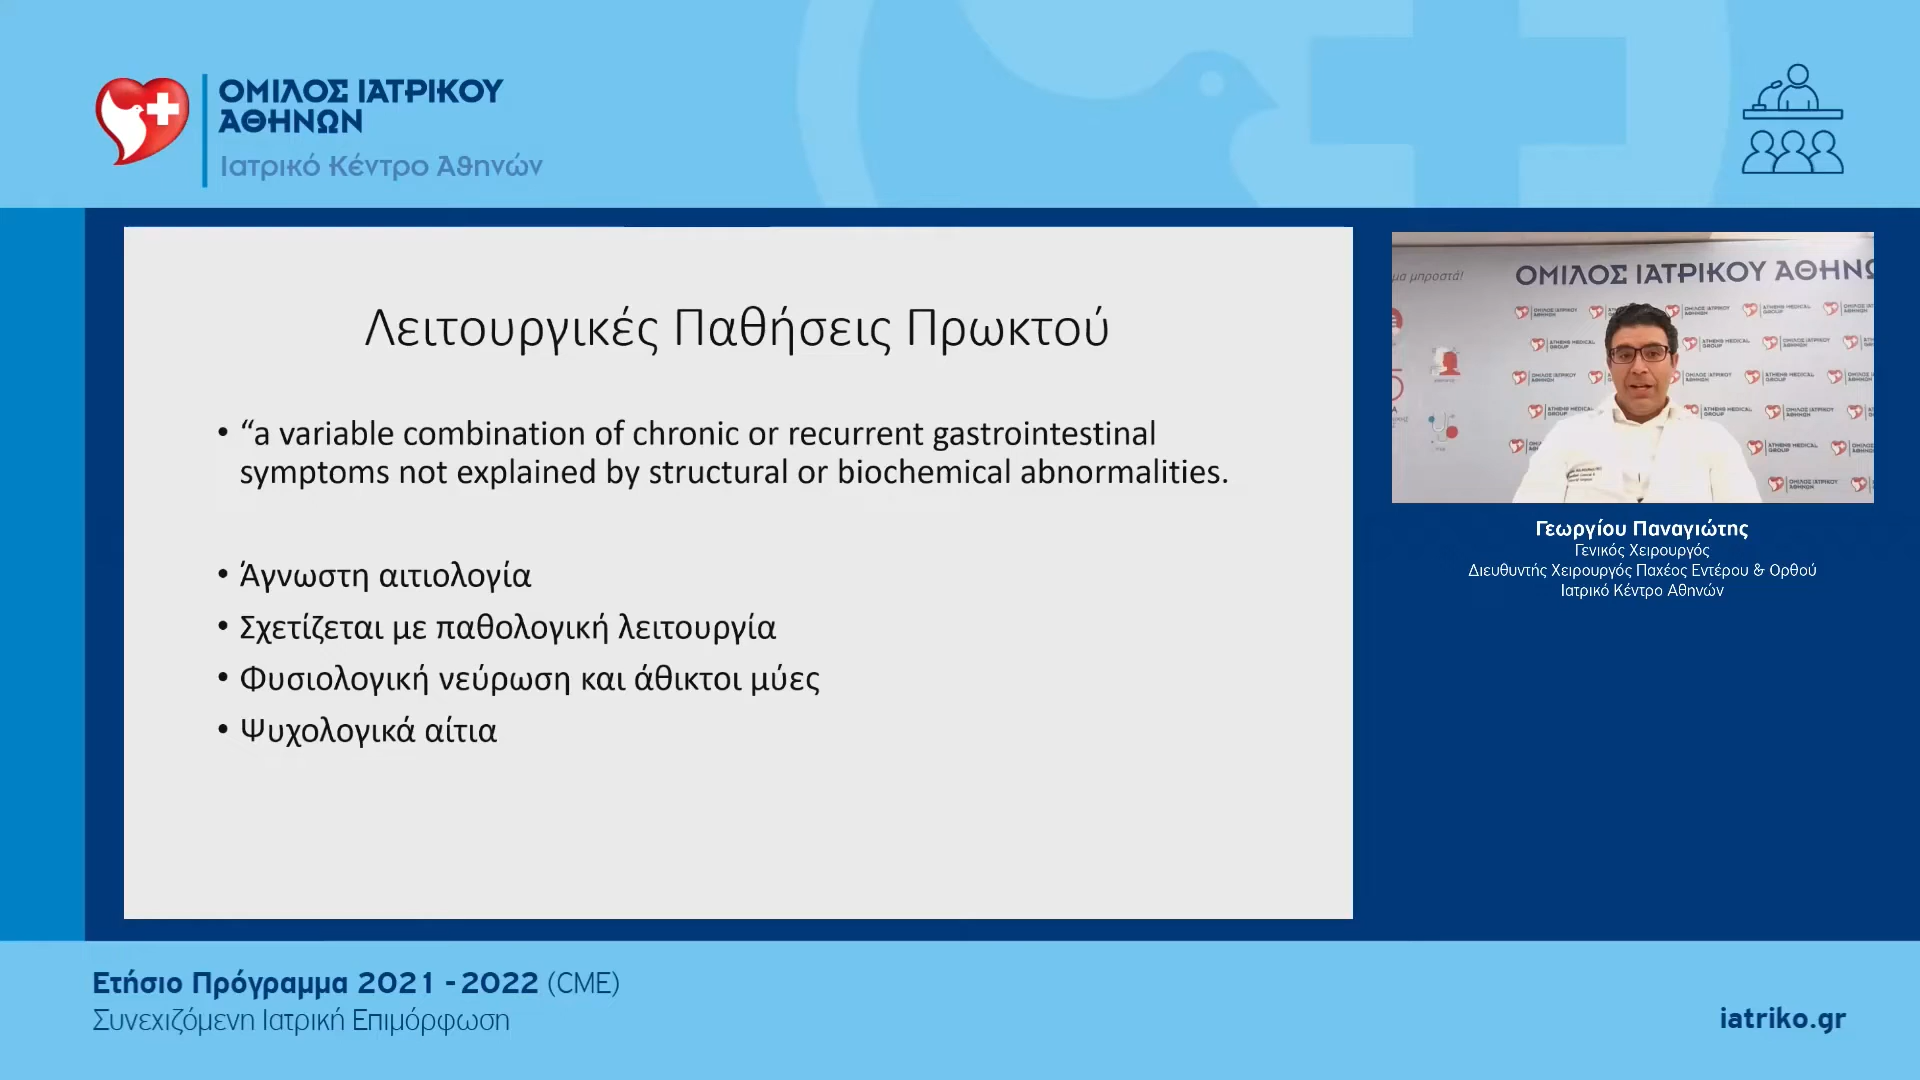 ΟΜΙΛΟΣ ΙΑΤΡΙΚΟΥ
ΑΘΗΝΩΝ
Ιατρικό Κέντρο Αθηνών
Λειτουργικές Παθήσεις Πρωκτού
• “a variable combination of chronic or recurrent gastrointestinal
symptoms not explained by structural or biochemical abnormalities.
• Άγνωστη αιτιολογία
• Σχετίζεται με παθολογική λειτουργία
• Φυσιολογική νεύρωση και άθικτοι μύες
• Ψυχολογικά αίτια
μα μπροστά!
ΟΜΙΛΟΣ ΙΑΤΡΙΚΟΥ ΑΘΗΝΩ
Γεωργίου Παναγιώτης
Γενικός Χειρουργός
Διευθυντής Χειρουργός Παχέος Εντέρου & Ορθού
Ιατρικό Κέντρο Αθηνών
Ετήσιο Πρόγραμμα 2021 - 2022 (CME)
Συνεχιζόμενη Ιατρική Επιμόρφωση
iatriko.gr